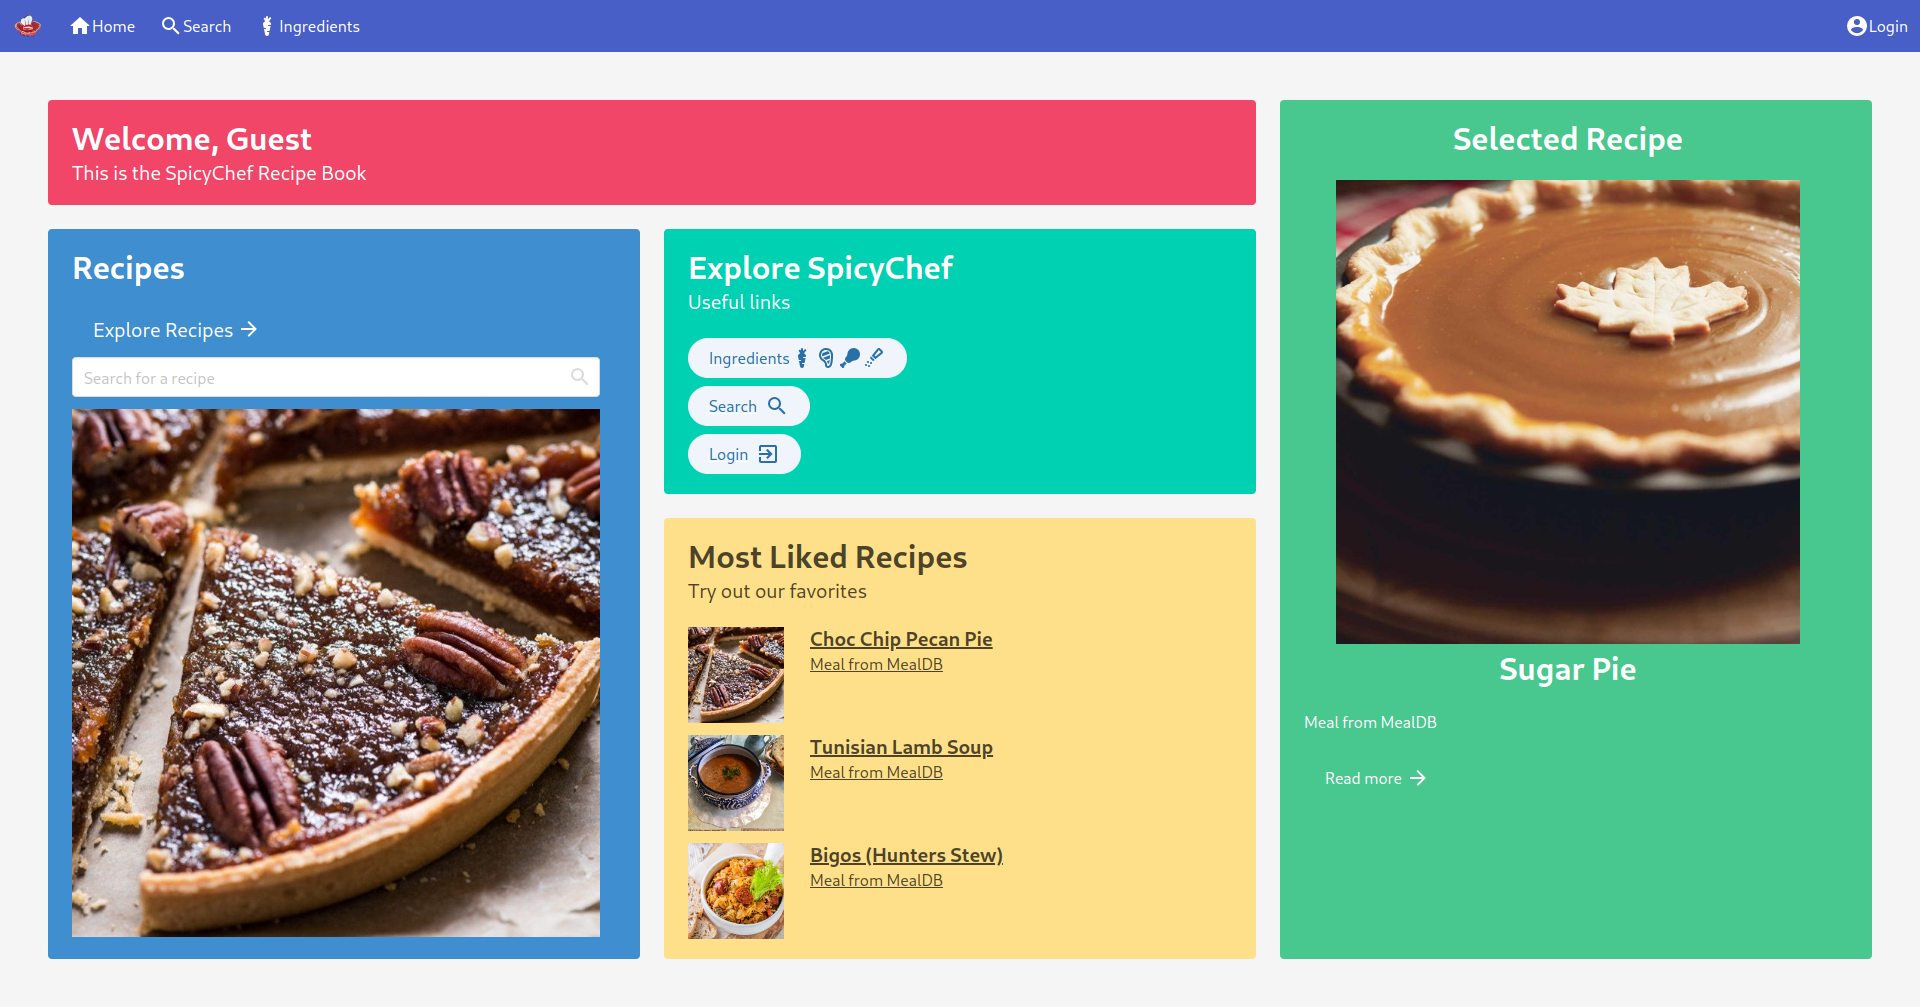 Home
Search
Ingredients
Login
Welcome, Guest
This is the SpicyChef Recipe Book
Recipes
Explore Recipes
Search for a recipe
Explore SpicyChef
Useful links
Ingredients
Search
Login
Most Liked Recipes
Try out our favorites
Choc Chip Pecan Pie
Meal from MealDB
Tunisian Lamb Soup
Meal from MealDB
Bigos (Hunters Stew)
Meal from MealDB
Selected Recipe
Sugar Pie
Meal from MealDB
Read more